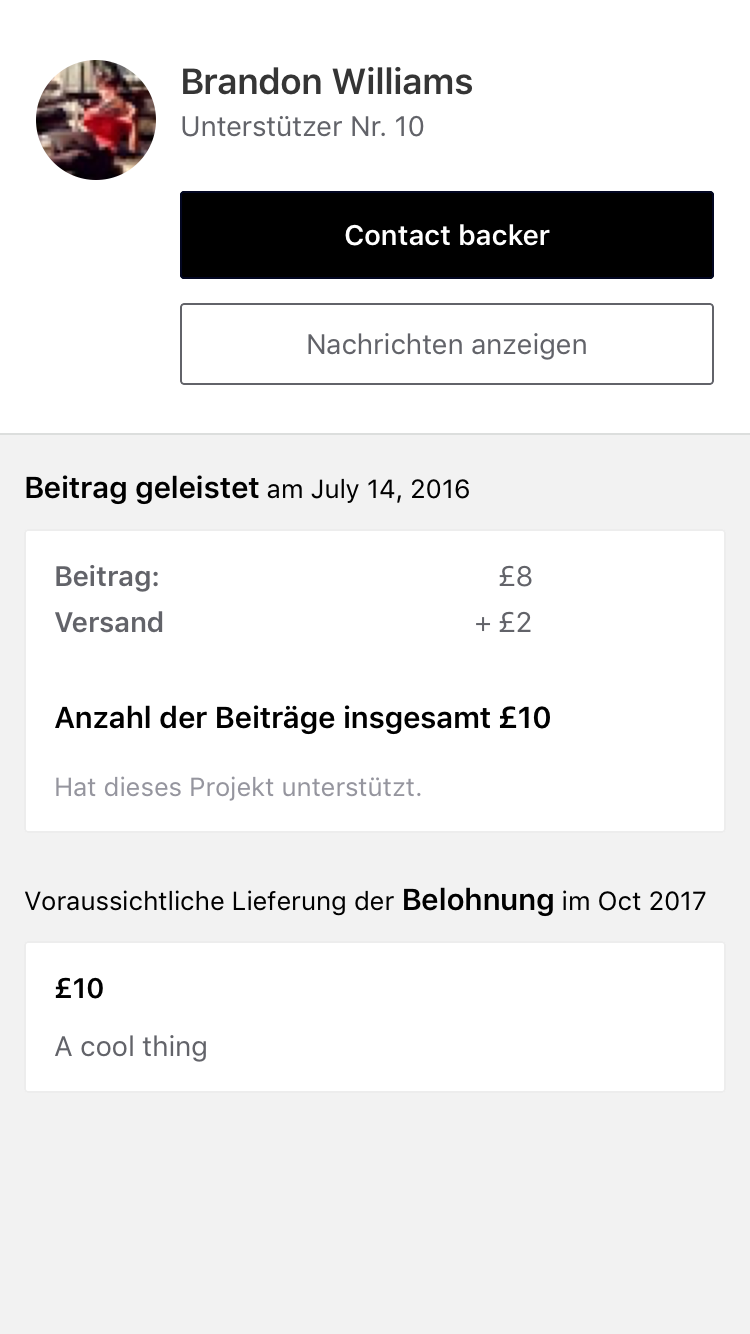 Brandon Williams
Unterstützer Nr. 10
Contact backer
Nachrichten anzeigen
Beitrag geleistet am July 14, 2016
Beitrag: £8
Versand + £2
Anzahl der Beiträge insgesamt £10
Hat dieses Projekt unterstützt.
Voraussichtliche Lieferung der Belohnung im Oct 2017
£10
A cool thing